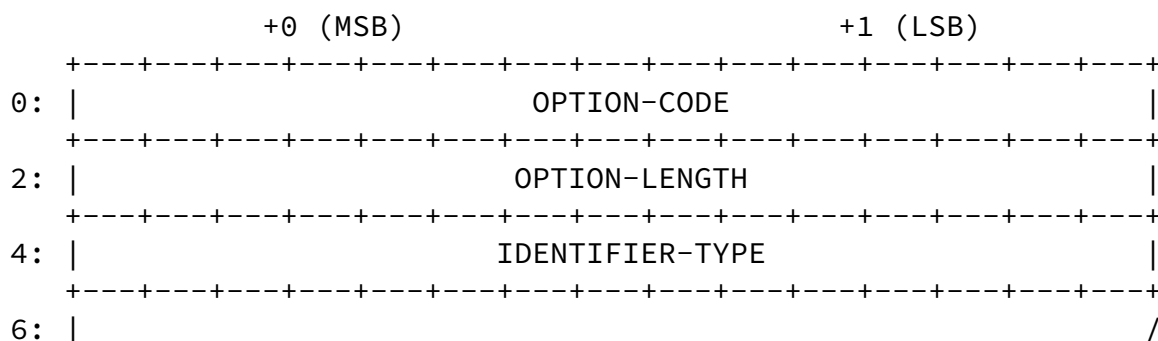 +0 (MSB) +1 (LSB)
+---+---+---+---+---+---+---+---+---+---+---+---+---+---+---+
0: | OPTION-CODE |
+---+---+---+---+---+---+---+---+---+---+---+---+---+---+---+
2: | OPTION-LENGTH |
+---+---+---+---+---+---+---+---+---+---+---+---+---+---+---+
4: | IDENTIFIER-TYPE |
+---+---+---+---+---+---+---+---+---+---+---+---+---+---+---+
6: | /